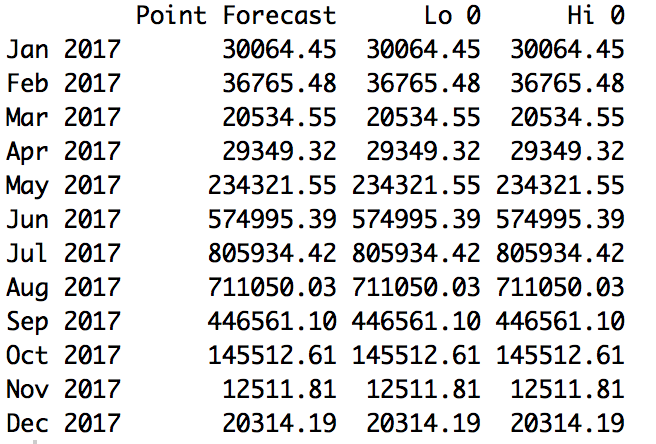 Point Forecast      Lo 0      Hi 0
Jan 2017       30064.45  30064.45  30064.45
Feb 2017       36765.48  36765.48  36765.48
Mar 2017       20534.55  20534.55  20534.55
Apr 2017       29349.32  29349.32  29349.32
May 2017      234321.55 234321.55 234321.55
Jun 2017      574995.39 574995.39 574995.39
Jul 2017      805934.42 805934.42 805934.42
Aug 2017      711050.03 711050.03 711050.03
Sep 2017      446561.10 446561.10 446561.10
Oct 2017      145512.61 145512.61 145512.61
Nov 2017       12511.81  12511.81  12511.81
Dec 2017       20314.19  20314.19  20314.19